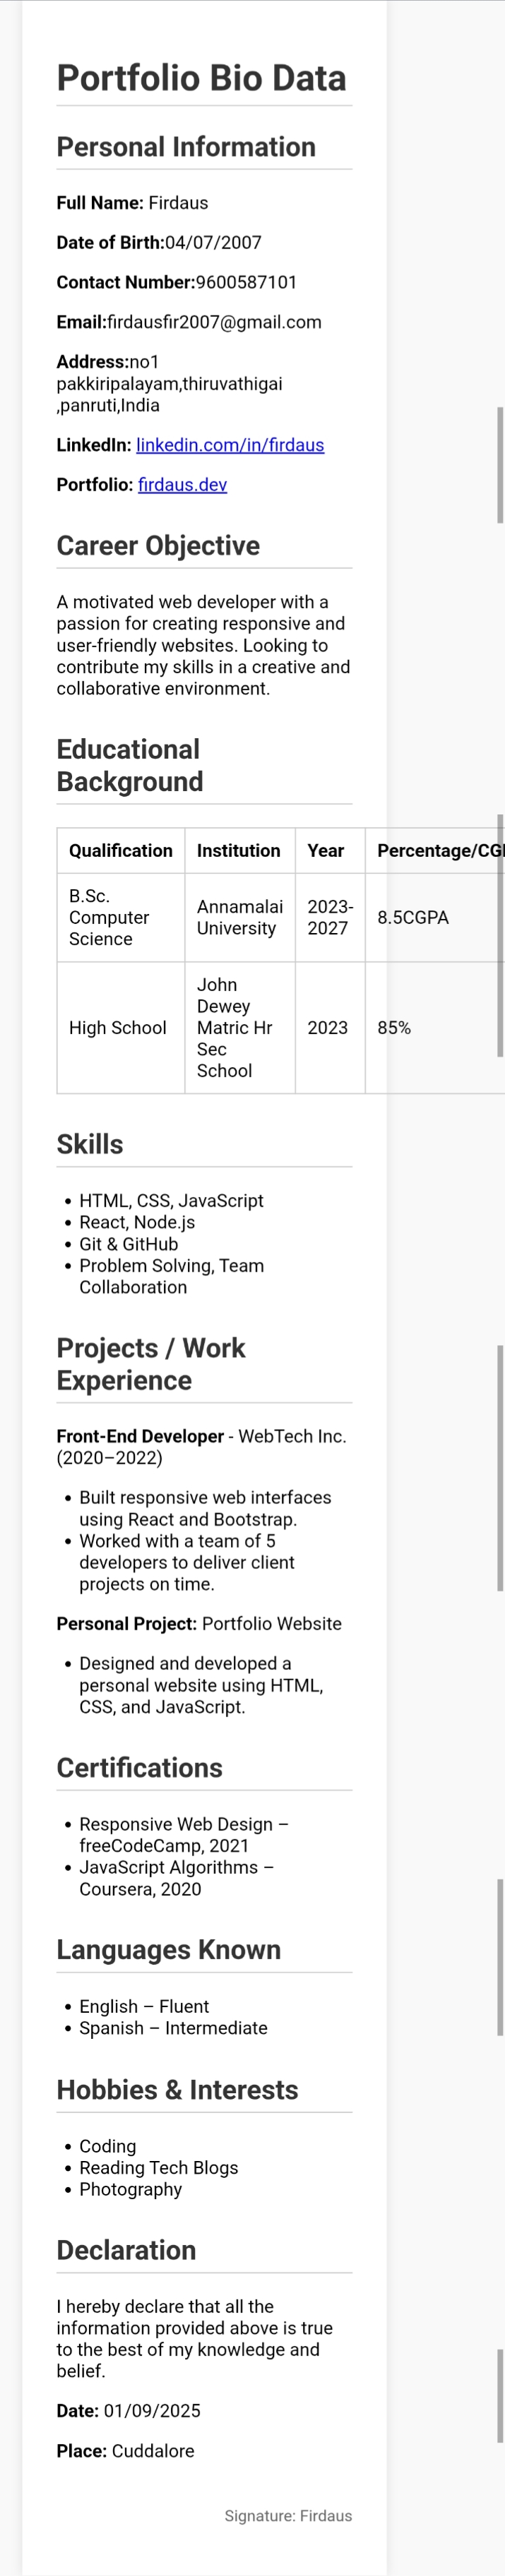 Portfolio Bio Data
Personal Information
Full Name: Firdaus
Date of Birth:04/07/2007
Contact Number:9600587101
Email:firdausfir2007@gmail.com
Address:no1
pakkiripalayam,thiruvathigai
,panruti,India
LinkedIn: linkedin.com/in/firdaus
Portfolio: firdaus.dev
Career Objective
A motivated web developer with a
passion for creating responsive and
user-friendly websites. Looking to
contribute my skills in a creative and
collaborative environment.
Educational
Background
Qualification Institution Year Percentage/CG
B.Sc.
Computer
Science
Annamalai
University
2023-
2027
8.5CGPA
High School
John
Dewey
Matric Hr
Sec
School
2023
85%
Skills
• HTML, CSS, JavaScript
• React, Node.js
• Git & GitHub
• Problem Solving, Team
Collaboration
Projects / Work
Experience
Front-End Developer - WebTech Inc.
(2020–2022)
• Built responsive web interfaces
using React and Bootstrap.
• Worked with a team of 5
developers to deliver client
projects on time.
Personal Project: Portfolio Website
• Designed and developed a
personal website using HTML,
CSS, and JavaScript.
Certifications
• Responsive Web Design –
freeCodeCamp, 2021
• JavaScript Algorithms –
Coursera, 2020
Languages Known
• English – Fluent
• Spanish – Intermediate
Hobbies & Interests
• Coding
• Reading Tech Blogs
• Photography
Declaration
I hereby declare that all the
information provided above is true
to the best of my knowledge and
belief.
Date: 01/09/2025
Place: Cuddalore
Signature: Firdaus